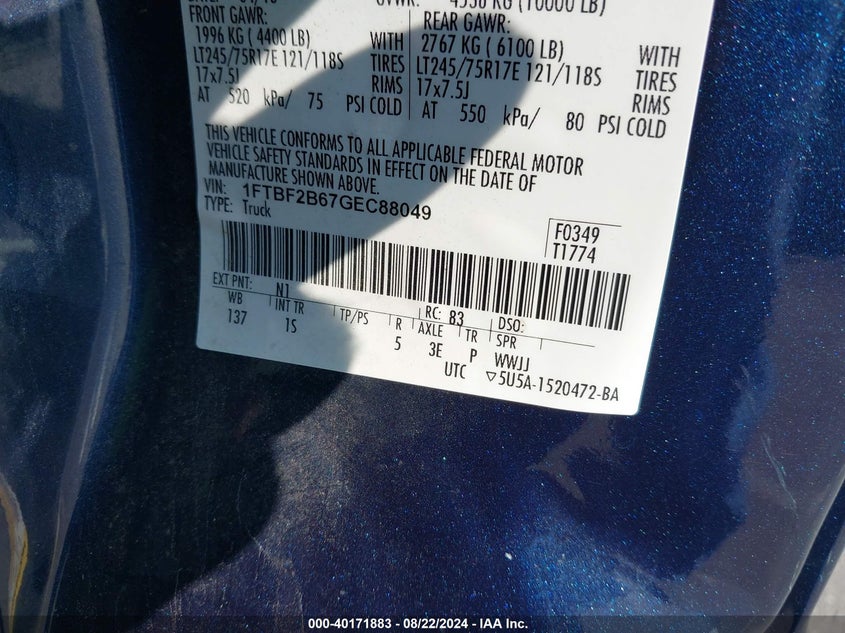 GVWR: 4536 KG (10000 LB)
FRONT GAWR: REAR GAWR:
1996 KG ( 4400 LB) WITH 2767 KG ( 6100 LB) WITH
LT245/75R17E 121/118S TIRES LT245/75R17E 121/118S TIRES
17x7.5J RIMS 17x7.5J RIMS
AT 520 kPa/ 75 PSI COLD AT 550 kPa/ 80 PSI COLD
THIS VEHICLE CONFORMS TO ALL APPLICABLE FEDERAL MOTOR
VEHICLE SAFETY STANDARDS IN EFFECT ON THE DATE OF
MANUFACTURE SHOWN ABOVE.
VIN: 1FTBF2B67GEC88049
TYPE: Truck
F0349
T1774
EXT PNT: N1 RC: 83 DSO:
WB INT TR TP/PS R AXLE TR SPR
137 1S 5 3E P WWJJ
UTC ▽5U5A-1520472-BA
000-40171883 - 08/22/2024 - IAA Inc.